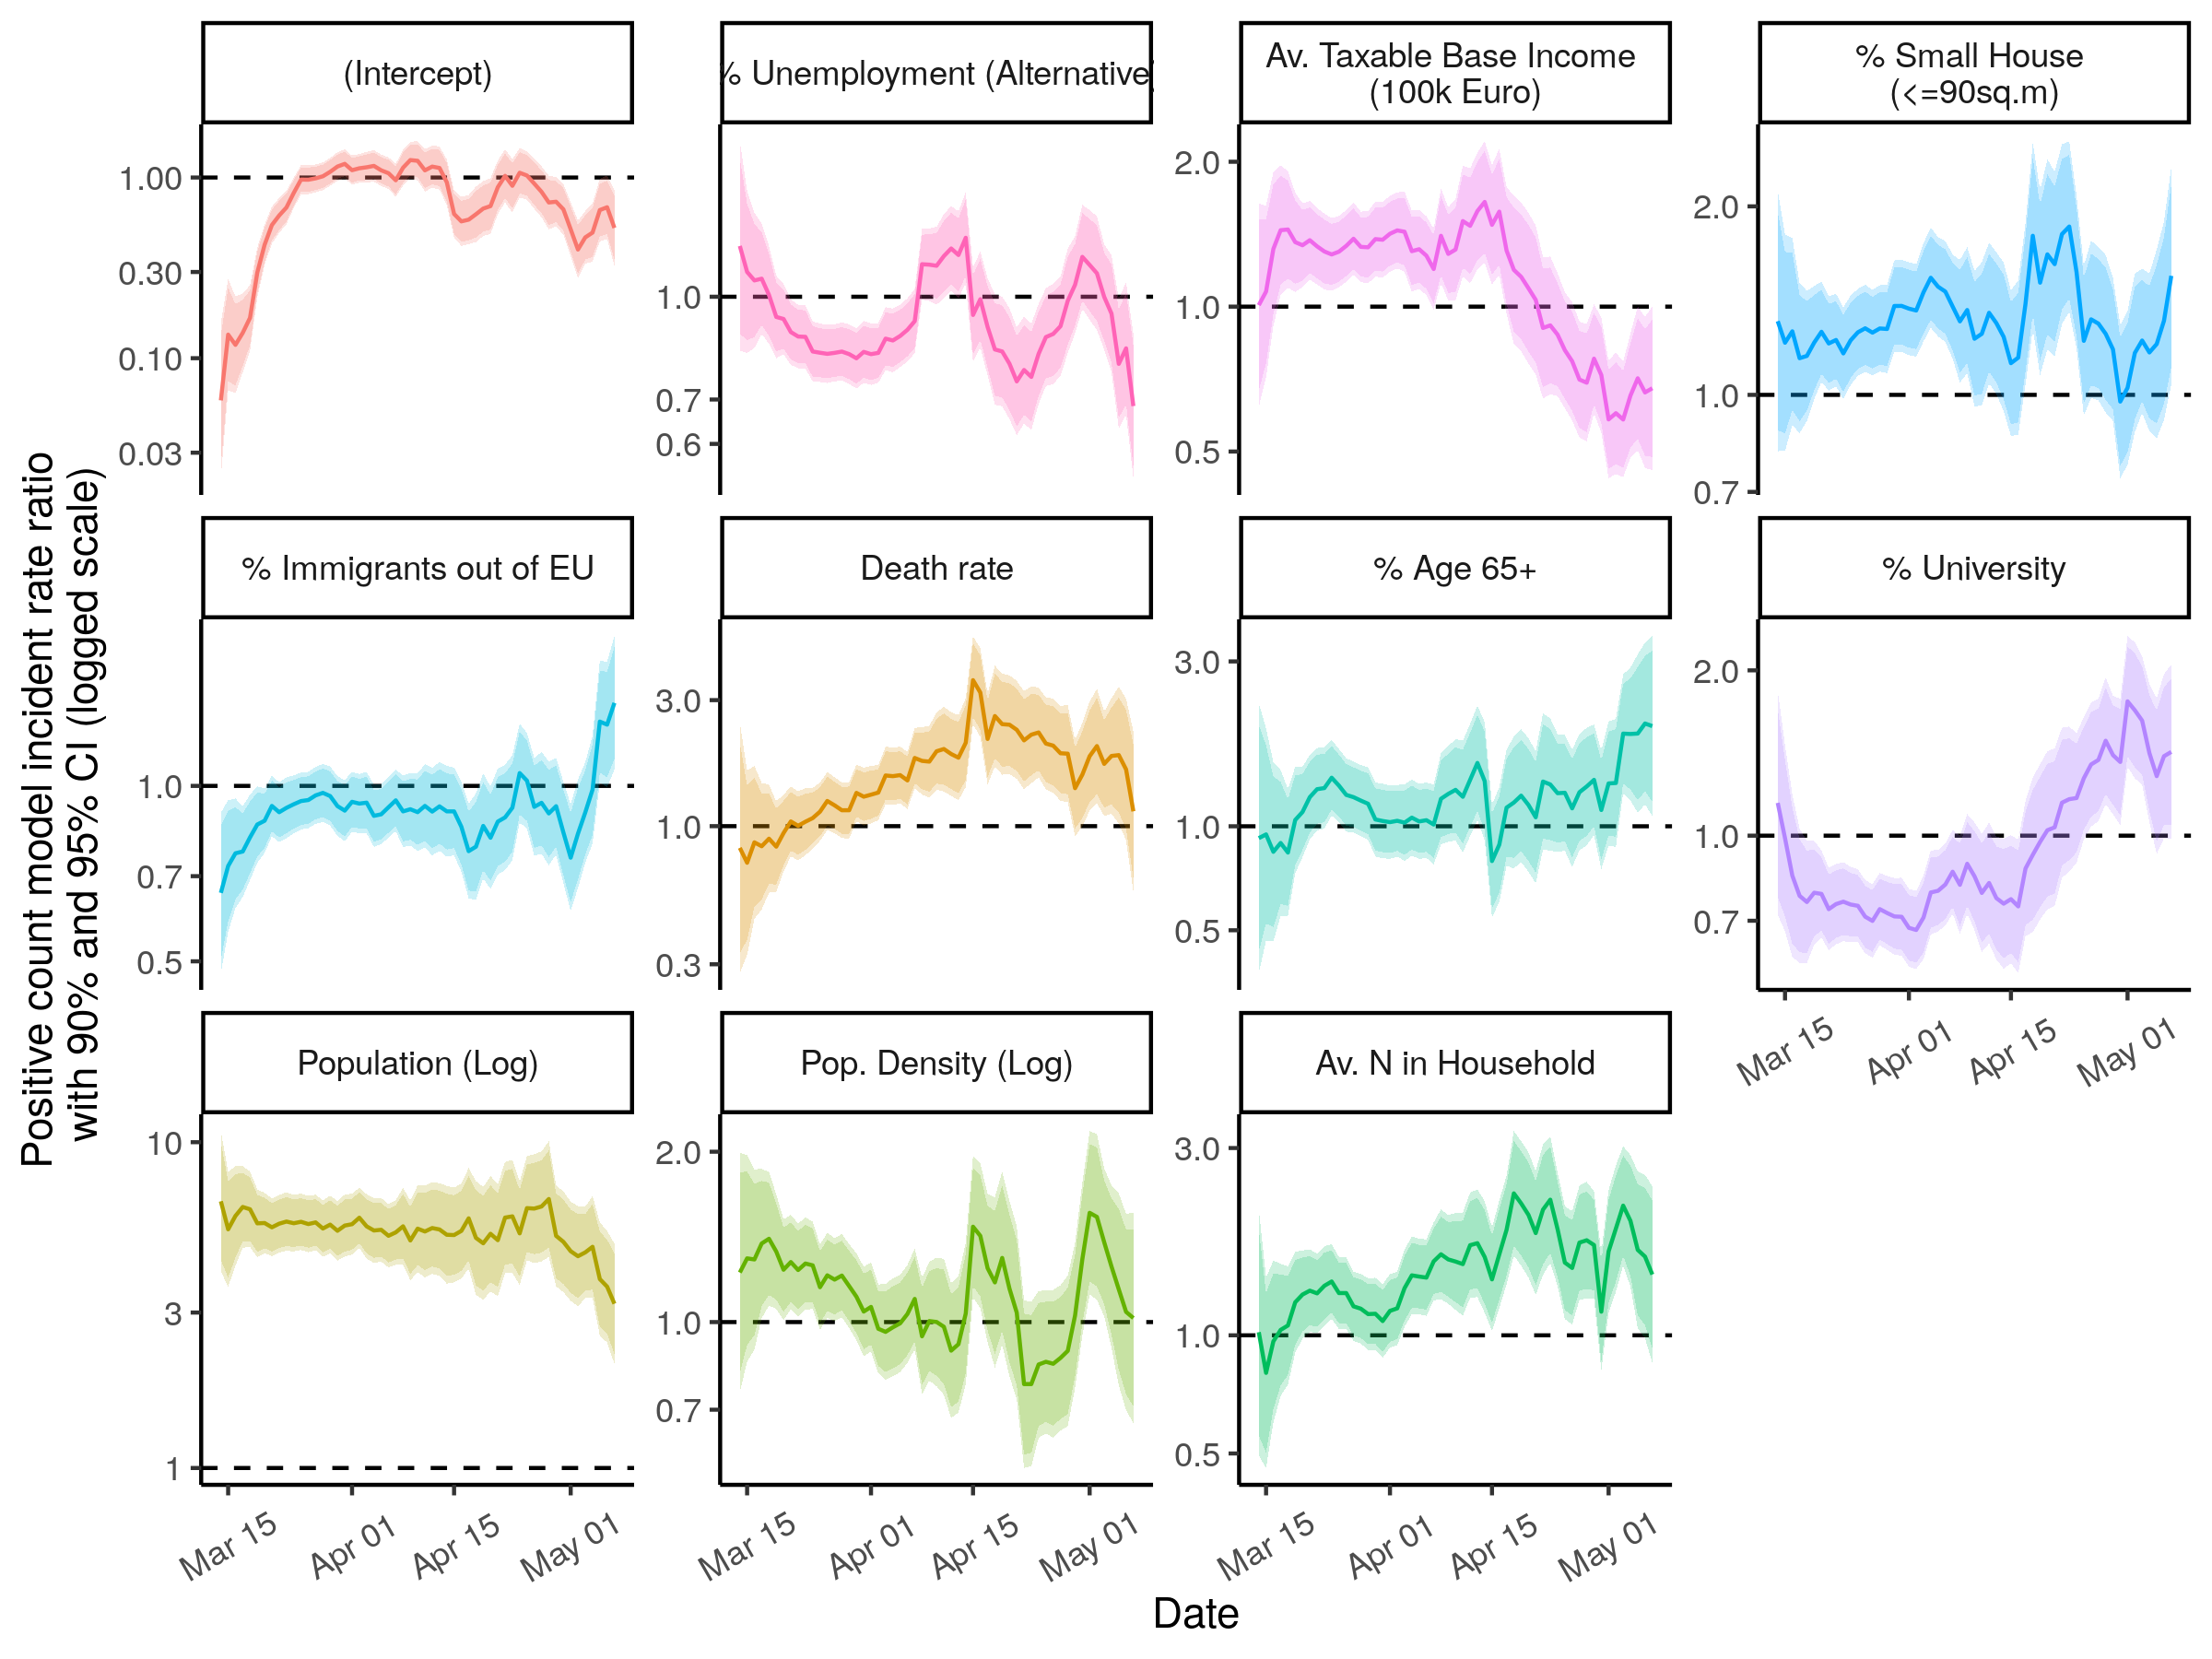 (Intercept)
% Unemployment (Alternative)
Av. Taxable Base Income
(100k Euro)
% Small House
(<=90sq.m)
1.00
0.30
0.10
0.03
1.0
0.7
0.6
2.0
1.0
0.5
2.0
1.0
0.7
% Immigrants out of EU
Death rate
% Age 65+
% University
1.0
0.7
0.5
3.0
1.0
0.3
3.0
1.0
0.5
2.0
1.0
0.7
Mar 15
Apr 01
Apr 15
May 01
Population (Log)
Pop. Density (Log)
Av. N in Household
10
3
1
2.0
1.0
0.7
3.0
1.0
0.5
Mar 15
Apr 01
Apr 15
May 01
Mar 15
Apr 01
Apr 15
May 01
Mar 15
Apr 01
Apr 15
May 01
Date
Positive count model incident rate ratio
with 90% and 95% CI (logged scale)